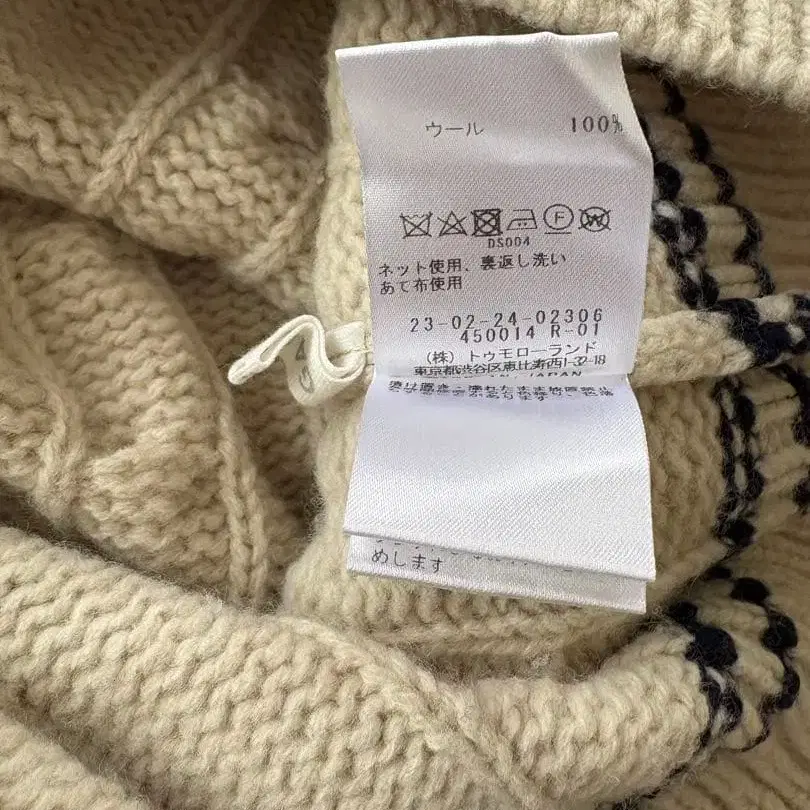 ウール 100%
F W
DS004
ネット使用、裏返し洗い
あて布使用
23-02-24-02306
450014 R-01
(株) トゥモローランド
東京都渋谷区恵比寿西1-32-18
JAPAN
めします